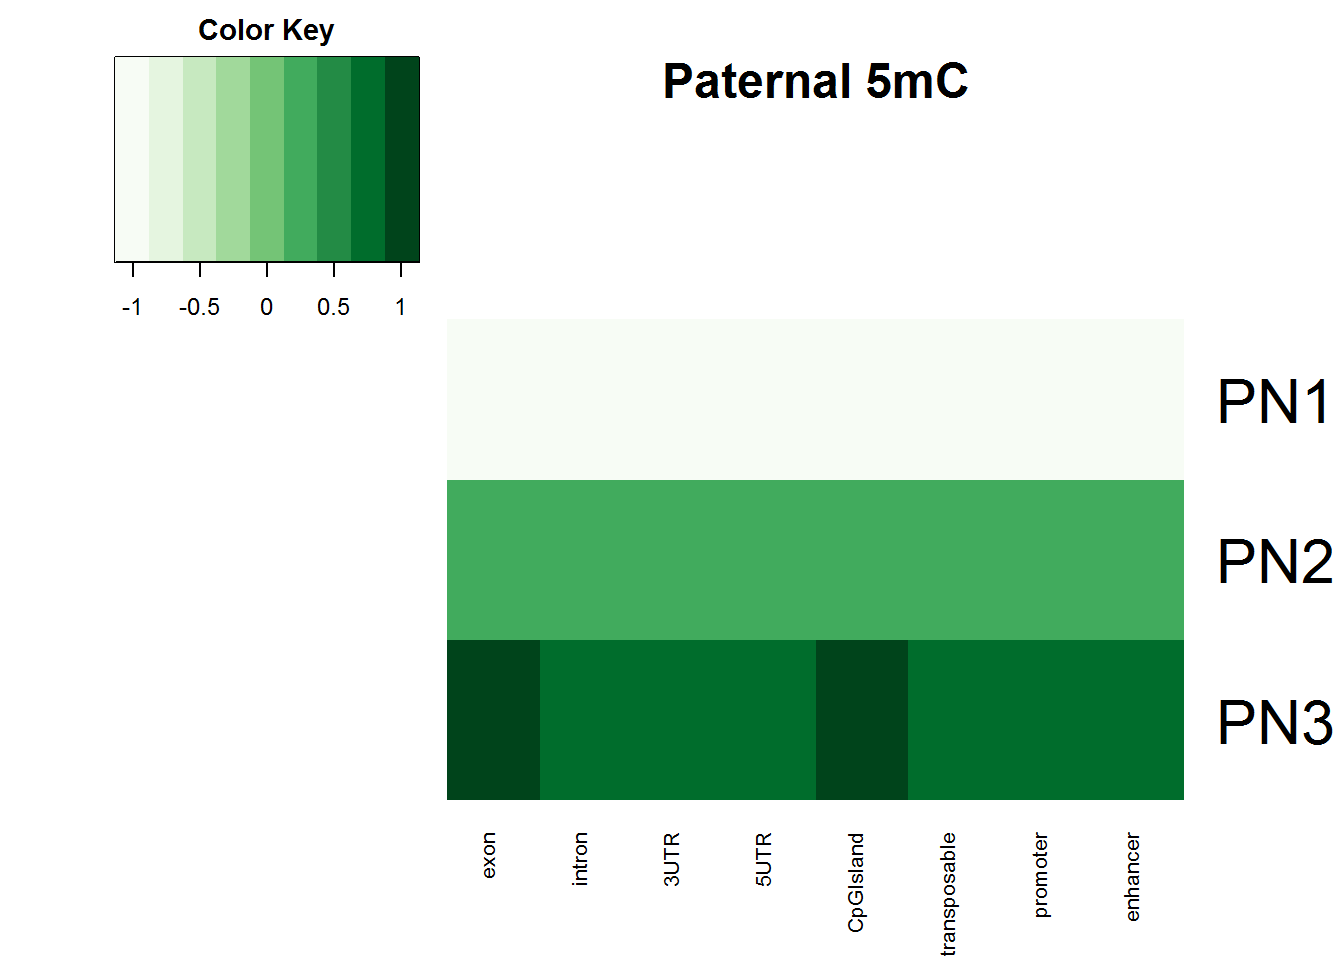 Color Key
Paternal 5mC
-1 -0.5 0 0.5 1
PN1
PN2
PN3
exon
intron
3UTR
5UTR
CpGIsland
transposable
promoter
enhancer